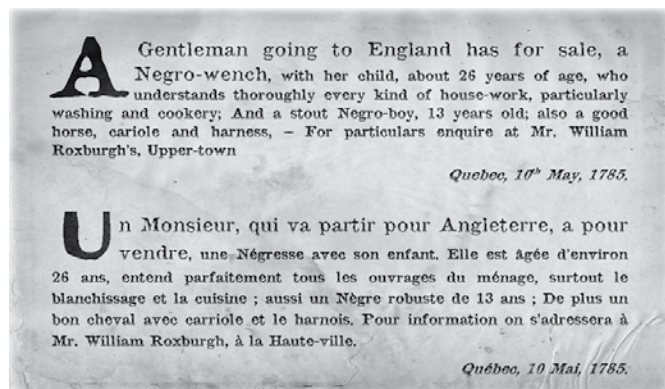 A Gentleman going to England has for sale, a
Negro-wench, with her child, about 26 years of age, who
understands thoroughly every kind of house-work, particularly
washing and cookery; And a stout Negro-boy, 13 years old; also a good
horse, cariole and harness, – For particulars enquire at Mr. William
Roxburgh's, Upper-town
Quebec, 10th May, 1785.
Un Monsieur, qui va partir pour Angleterre, a pour
vendre, une Négresse avec son enfant. Elle est âgée d'environ
26 ans, entend parfaitement tous les ouvrages du ménage, surtout le
blanchissage et la cuisine ; aussi un Nègre robuste de 13 ans ; De plus un
bon cheval avec carriole et le harnois. Pour information on s'adressera à
Mr. William Roxburgh, à la Haute-ville.
Québec, 10 Mai, 1785.